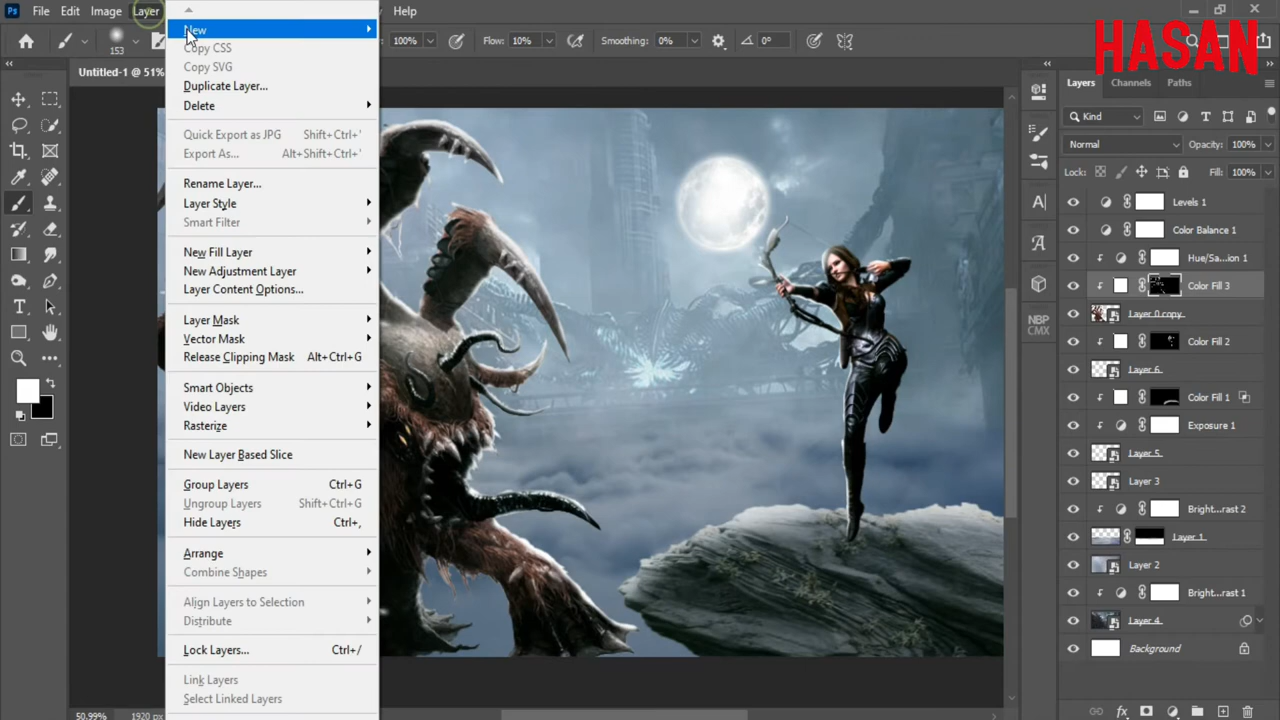 Ps File Edit Image Layer Help
153 100% Flow: 10% Smoothing: 0% 0°
HASAN
Untitled-1 @ 51%
New
Copy CSS
Copy SVG
Duplicate Layer...
Delete
Quick Export as JPG Shift+Ctrl+'
Export As... Alt+Shift+Ctrl+'
Rename Layer...
Layer Style
Smart Filter
New Fill Layer
New Adjustment Layer
Layer Content Options...
Layer Mask
Vector Mask
Release Clipping Mask Alt+Ctrl+G
Smart Objects
Video Layers
Rasterize
New Layer Based Slice
Group Layers Ctrl+G
Ungroup Layers Shift+Ctrl+G
Hide Layers Ctrl+,
Arrange
Combine Shapes
Align Layers to Selection
Distribute
Lock Layers... Ctrl+/
Link Layers
Select Linked Layers
NBP
CMX
Layers Channels Paths
Kind
Normal Opacity: 100%
Lock: Fill: 100%
Levels 1
Color Balance 1
Hue/Sa...ion 1
Color Fill 3
Layer 0 copy
Color Fill 2
Layer 6
Color Fill 1
Exposure 1
Layer 5
Layer 3
Bright...rast 2
Layer 1
Layer 2
Bright...rast 1
Layer 4
Background
50.99% 1920 px